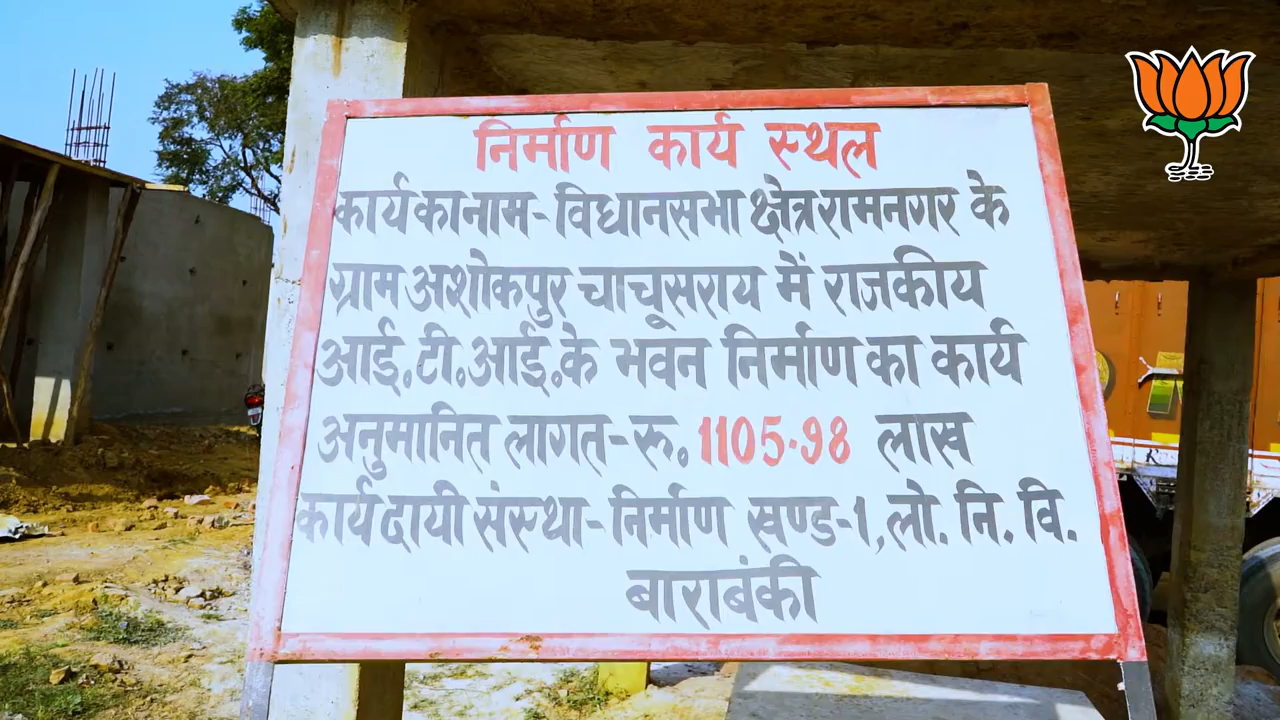 निर्माण कार्य स्थल
कार्य का नाम- विधानसभा क्षेत्र रामनगर के
ग्राम अशोकपुर चाचूसराय में राजकीय
आई.टी.आई.के भवन निर्माण का कार्य
अनुमानित लागत- रू. 1105.98 लाख
कार्यदायी संस्था- निर्माण खण्ड-1,लो. नि. वि.
बाराबंकी